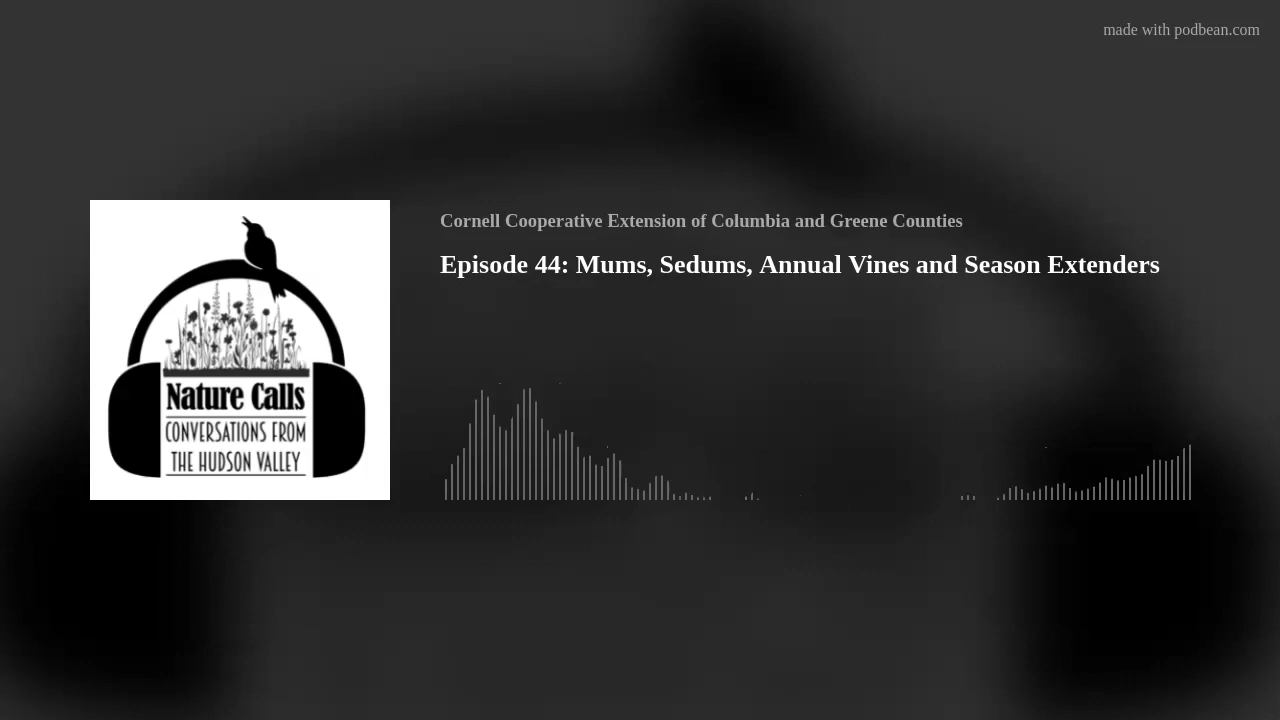 made with podbean.com
Cornell Cooperative Extension of Columbia and Greene Counties
Episode 44: Mums, Sedums, Annual Vines and Season Extenders
Nature Calls
CONVERSATIONS FROM
THE HUDSON VALLEY